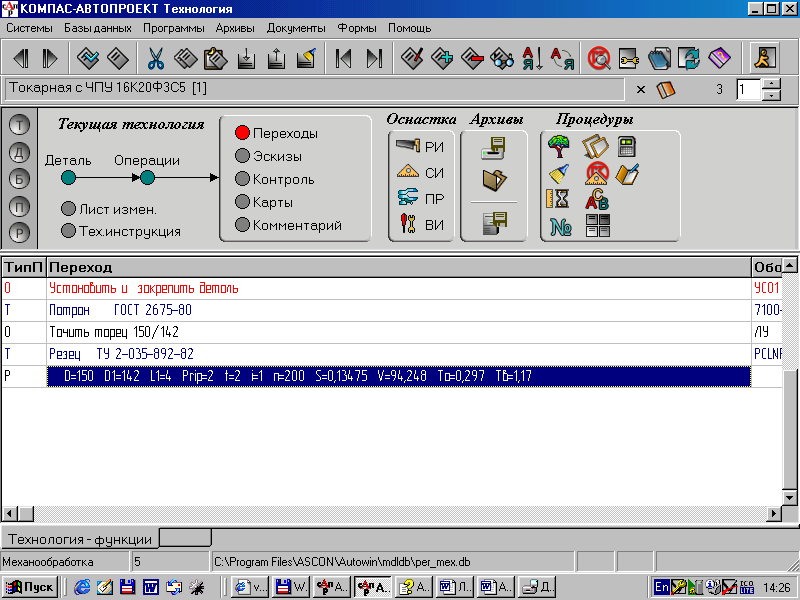 КОМПАС-АВТОПРОЕКТ Технология
Системы Базы данных Программы Архивы Документы Формы Помощь
Токарная с ЧПУ 16К20Ф3С5 [1] 3 1
Текущая технология
Деталь Операции
Лист измен.
Тех.инструкция
Переходы
Эскизы
Контроль
Карты
Комментарий
Оснастка Архивы Процедуры
РИ
СИ
ПР
ВИ
Т
Д
Б
П
Р
ТипП Переход Обо
О Установить и закрепить деталь УС01
Т Патрон ГОСТ 2675-80 7100-
О Точить торец 150/142 ЛУ
Т Резец ТУ 2-035-892-82 PCLNF
Р D=150 D1=142 L1=4 Prip=2 t=2 i=1 n=200 S=0,13475 V=94,248 To=0,297 Тв=1,17
Технология - функции
Механообработка 5 C:\Program Files\ASCON\Autowin\mdldb\per_mex.db
Пуск v... W. А.. А.. А.. Л.. А.. Д.. En 14:26